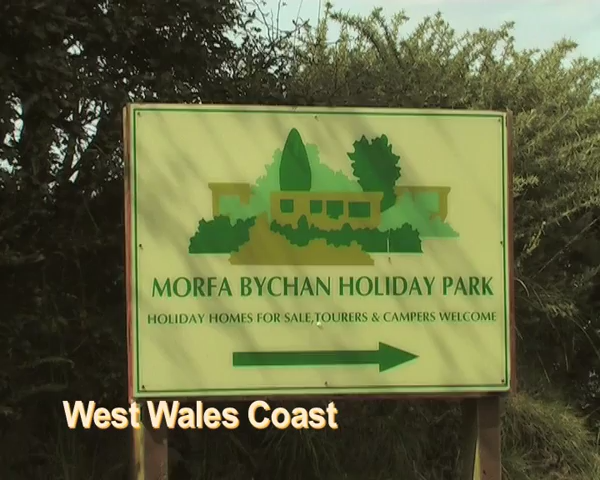 MORFA BYCHAN HOLIDAY PARK
HOLIDAY HOMES FOR SALE,TOURERS & CAMPERS WELCOME
West Wales Coast